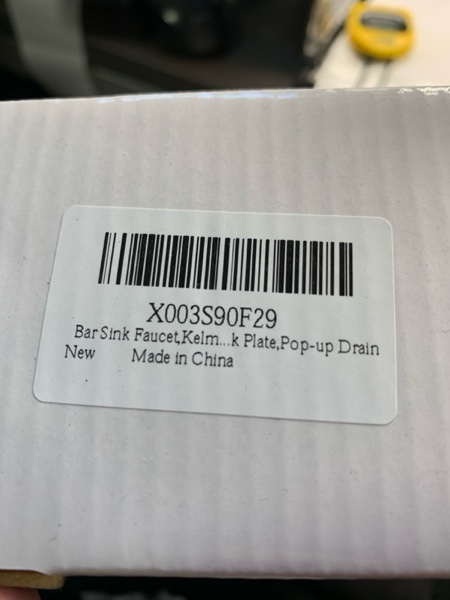 X003S90F29
Bar Sink Faucet,Kelm...k Plate,Pop-up Drain
New Made in China